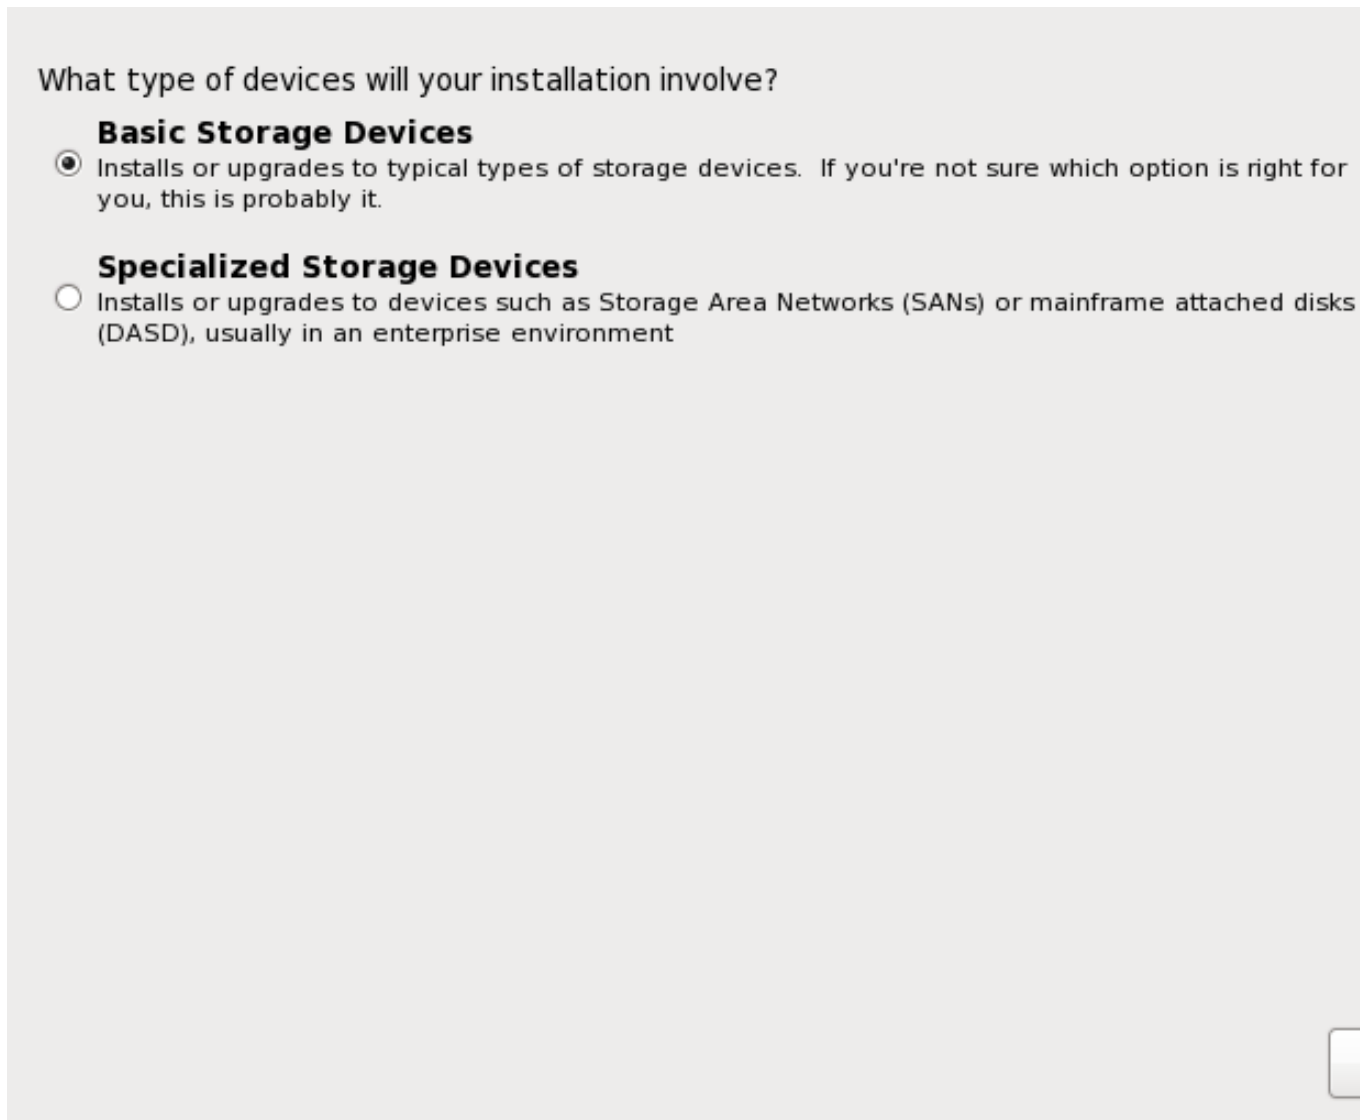 What type of devices will your installation involve?
Basic Storage Devices
Installs or upgrades to typical types of storage devices.  If you're not sure which option is right for
you, this is probably it.
Specialized Storage Devices
Installs or upgrades to devices such as Storage Area Networks (SANs) or mainframe attached disks
(DASD), usually in an enterprise environment